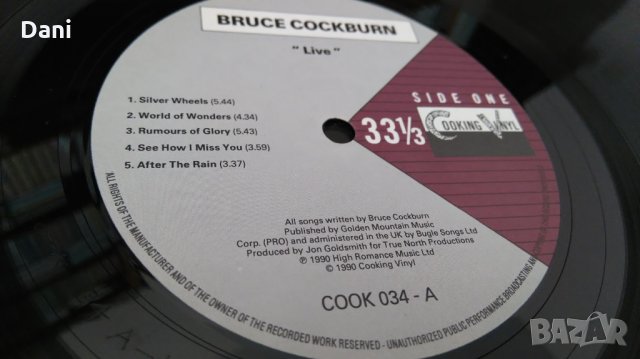 Dani
BRUCE COCKBURN
" Live "
1. Silver Wheels (5.44)
2. World of Wonders (4.34)
3. Rumours of Glory (5.43)
4. See How I Miss You (3.59)
5. After The Rain (3.37)
SIDE ONE
33⅓
COOKING VINYL
All songs written by Bruce Cockburn
Published by Golden Mountain Music
Corp. (PRO) and administered in the UK by Bugle Songs Ltd
Produced by Jon Goldsmith for True North Productions
℗ 1990 High Romance Music Ltd
© 1990 Cooking Vinyl
COOK 034 - A
ALL RIGHTS OF THE MANUFACTURER AND OF THE OWNER OF THE RECORDED WORK RESERVED - UNAUTHORIZED PUBLIC PERFORMANCE, BROADCASTING
BAZAR